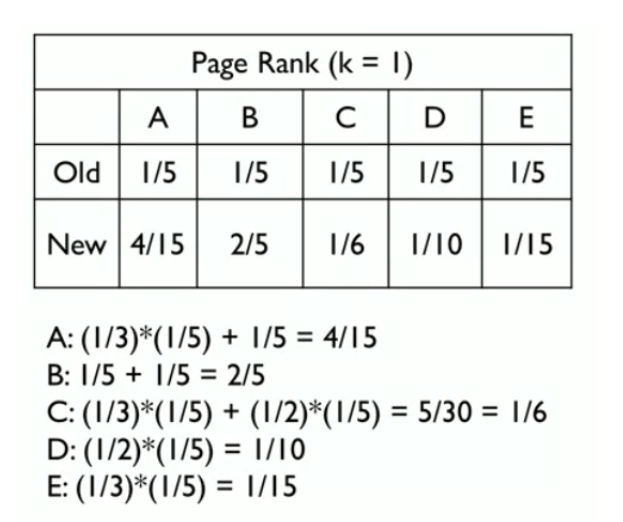 Page Rank (k = 1)
A B C D E
Old 1/5 1/5 1/5 1/5 1/5
New 4/15 2/5 1/6 1/10 1/15
A: (1/3)*(1/5) + 1/5 = 4/15
B: 1/5 + 1/5 = 2/5
C: (1/3)*(1/5) + (1/2)*(1/5) = 5/30 = 1/6
D: (1/2)*(1/5) = 1/10
E: (1/3)*(1/5) = 1/15